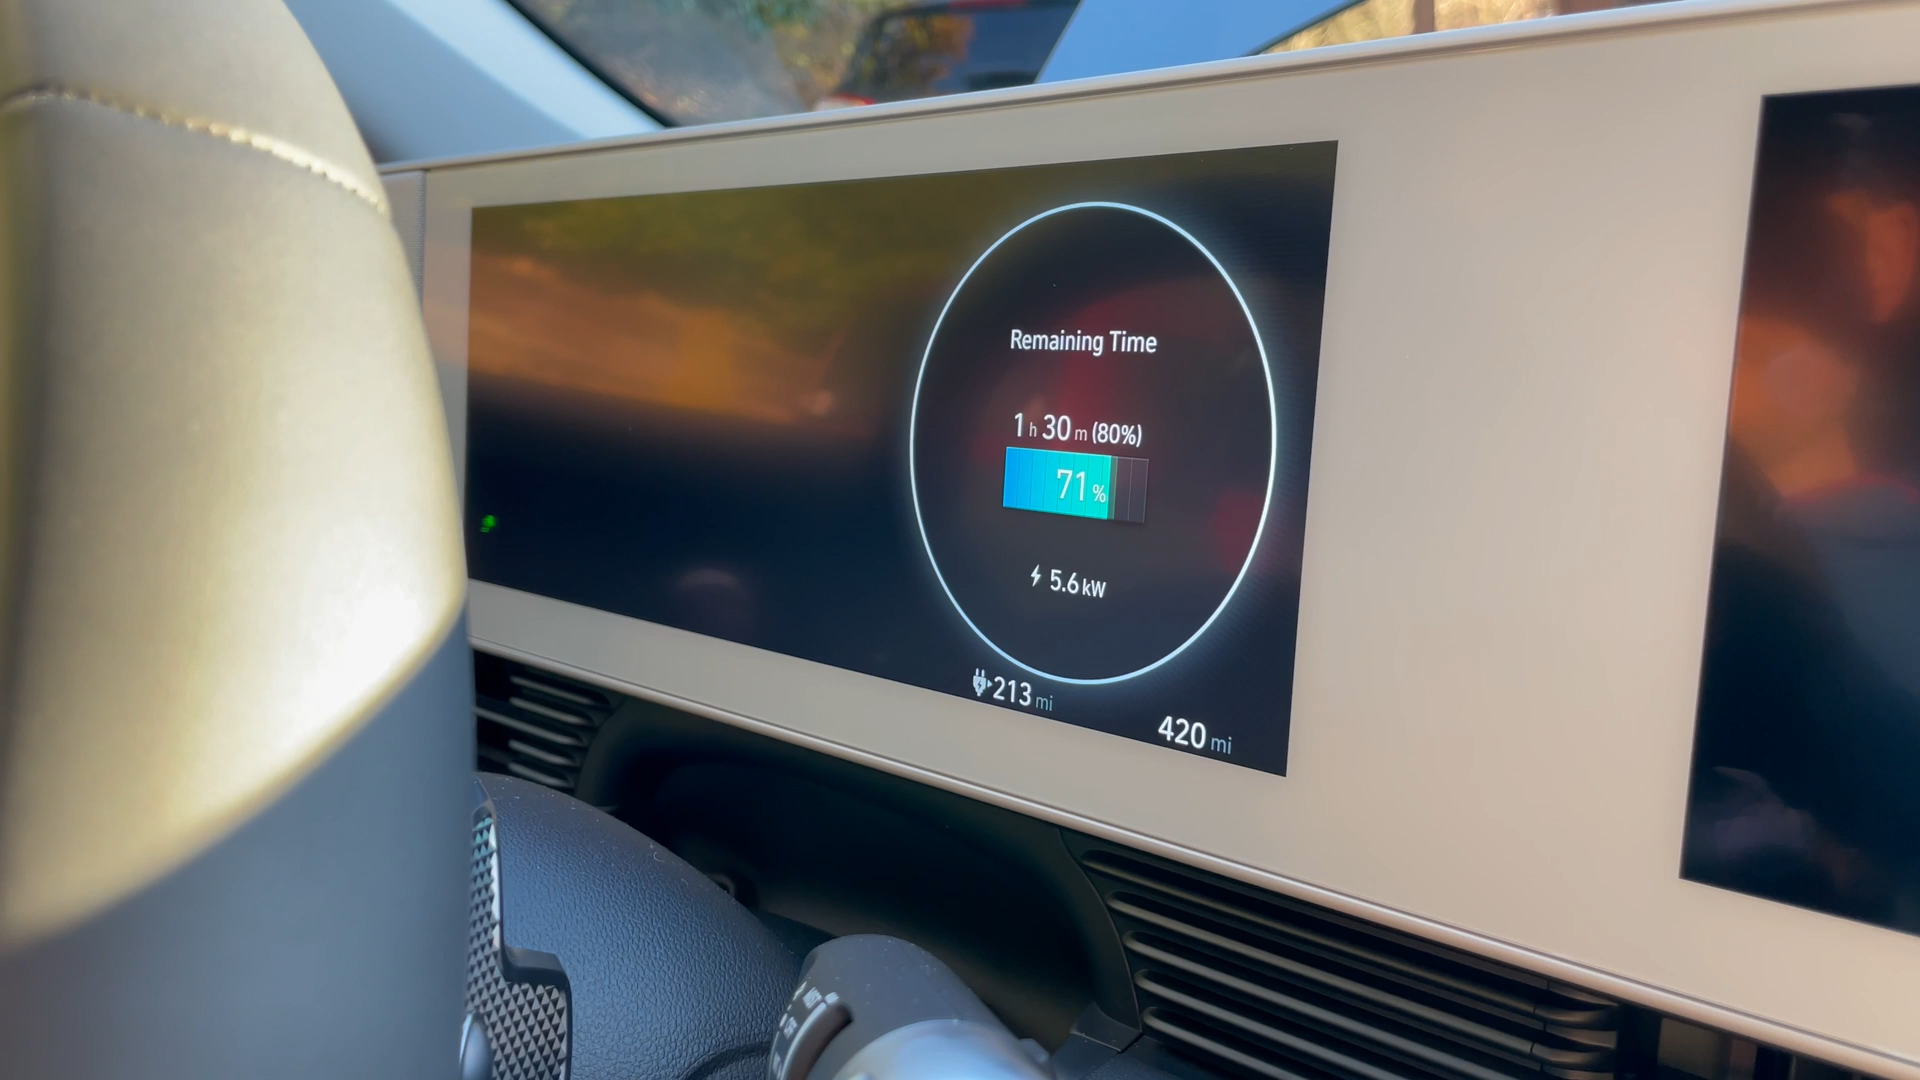 Remaining Time
1 h 30 m (80%)
71 %
5.6 kW
213 mi
420 mi